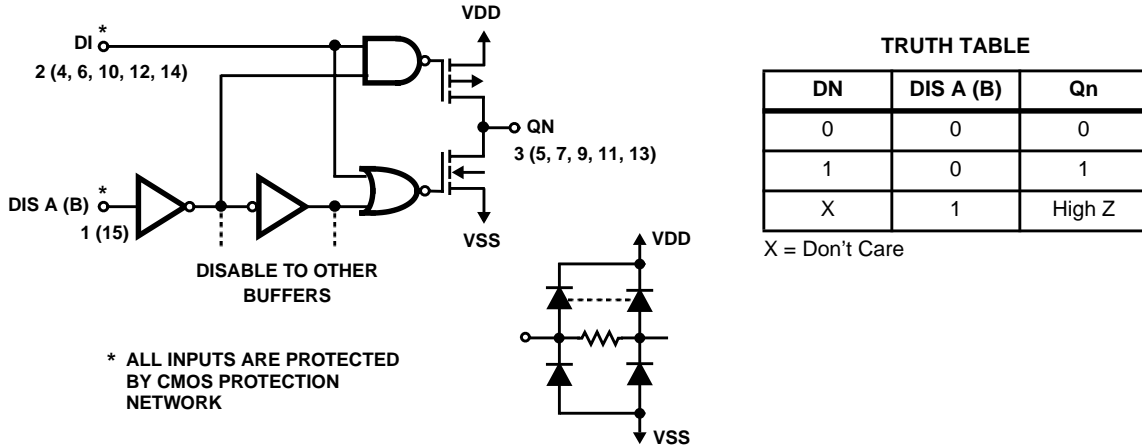 VDD
*
DI
2 (4, 6, 10, 12, 14)
QN
3 (5, 7, 9, 11, 13)
*
DIS A (B)
1 (15)
VSS
DISABLE TO OTHER
BUFFERS
VDD
* ALL INPUTS ARE PROTECTED
BY CMOS PROTECTION
NETWORK
VSS
TRUTH TABLE
DN DIS A (B) Qn
0 0 0
1 0 1
X 1 High Z
X = Don't Care